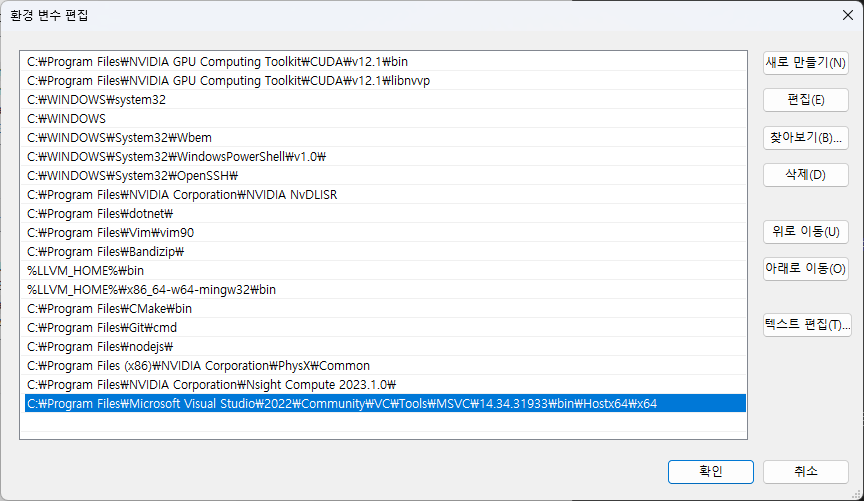 환경 변수 편집
C:₩Program Files₩NVIDIA GPU Computing Toolkit₩CUDA₩v12.1₩bin
C:₩Program Files₩NVIDIA GPU Computing Toolkit₩CUDA₩v12.1₩libnvvp
C:₩WINDOWS₩system32
C:₩WINDOWS
C:₩WINDOWS₩System32₩Wbem
C:₩WINDOWS₩System32₩WindowsPowerShell₩v1.0₩
C:₩WINDOWS₩System32₩OpenSSH₩
C:₩Program Files₩NVIDIA Corporation₩NVIDIA NvDLISR
C:₩Program Files₩dotnet₩
C:₩Program Files₩Vim₩vim90
C:₩Program Files₩Bandizip₩
%LLVM_HOME%₩bin
%LLVM_HOME%₩x86_64-w64-mingw32₩bin
C:₩Program Files₩CMake₩bin
C:₩Program Files₩Git₩cmd
C:₩Program Files₩nodejs₩
C:₩Program Files (x86)₩NVIDIA Corporation₩PhysX₩Common
C:₩Program Files₩NVIDIA Corporation₩Nsight Compute 2023.1.0₩
C:₩Program Files₩Microsoft Visual Studio₩2022₩Community₩VC₩Tools₩MSVC₩14.34.31933₩bin₩Hostx64₩x64
새로 만들기(N)
편집(E)
찾아보기(B)...
삭제(D)
위로 이동(U)
아래로 이동(O)
텍스트 편집(T)...
확인
취소